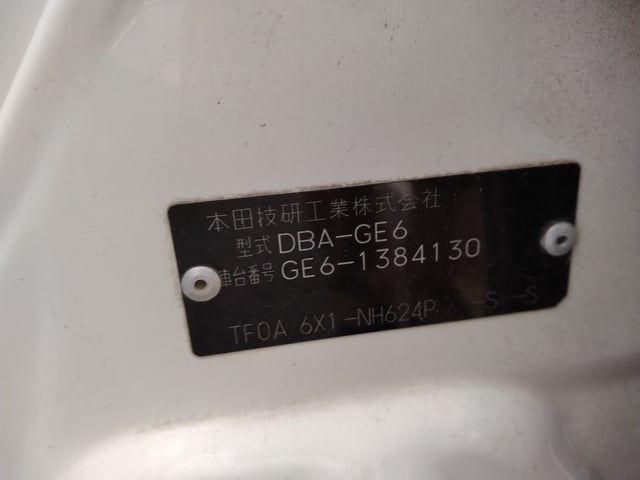 本田技研工業株式会社
型式 DBA-GE6
車台番号 GE6-1384130
TF0A 6X1-NH624P -S -S